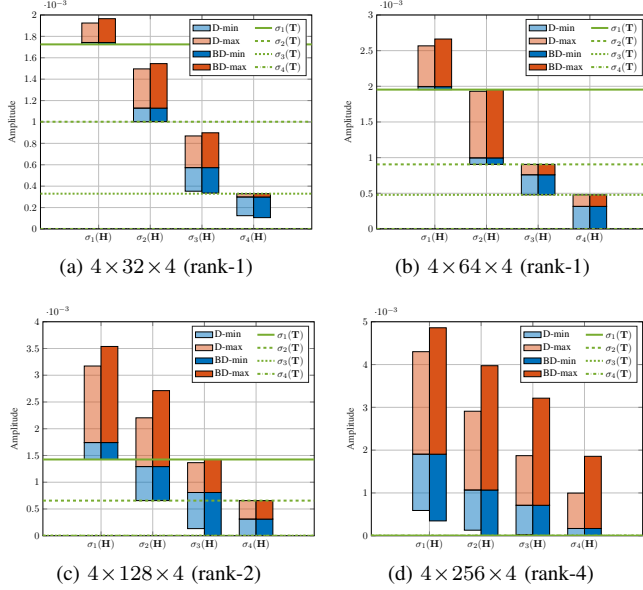 ·10⁻³
2
1.8
1.6
1.4
1.2
1
0.8
0.6
0.4
0.2
0
Amplitude
D-min
D-max
BD-min
BD-max
σ₁(T)
σ₂(T)
σ₃(T)
σ₄(T)
σ₁(H) σ₂(H) σ₃(H) σ₄(H)
(a) 4×32×4 (rank-1)
·10⁻³
3
2.5
2
1.5
1
0.5
0
Amplitude
D-min
D-max
BD-min
BD-max
σ₁(T)
σ₂(T)
σ₃(T)
σ₄(T)
σ₁(H) σ₂(H) σ₃(H) σ₄(H)
(b) 4×64×4 (rank-1)
·10⁻³
4
3.5
3
2.5
2
1.5
1
0.5
0
Amplitude
D-min
D-max
BD-min
BD-max
σ₁(T)
σ₂(T)
σ₃(T)
σ₄(T)
σ₁(H) σ₂(H) σ₃(H) σ₄(H)
(c) 4×128×4 (rank-2)
·10⁻³
5
4
3
2
1
0
Amplitude
D-min
D-max
BD-min
BD-max
σ₁(T)
σ₂(T)
σ₃(T)
σ₄(T)
σ₁(H) σ₂(H) σ₃(H) σ₄(H)
(d) 4×256×4 (rank-4)